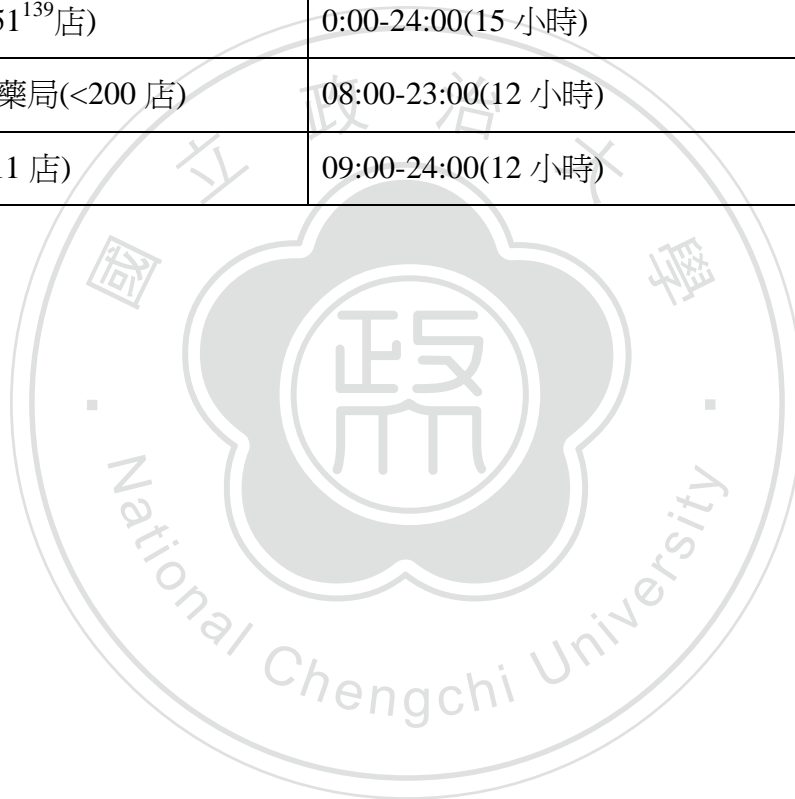 51¹³⁹店) 0:00-24:00(15 小時)
藥局(<200 店) 08:00-23:00(12 小時)
1 店) 09:00-24:00(12 小時)
國立政治大學
政
National Chengchi University